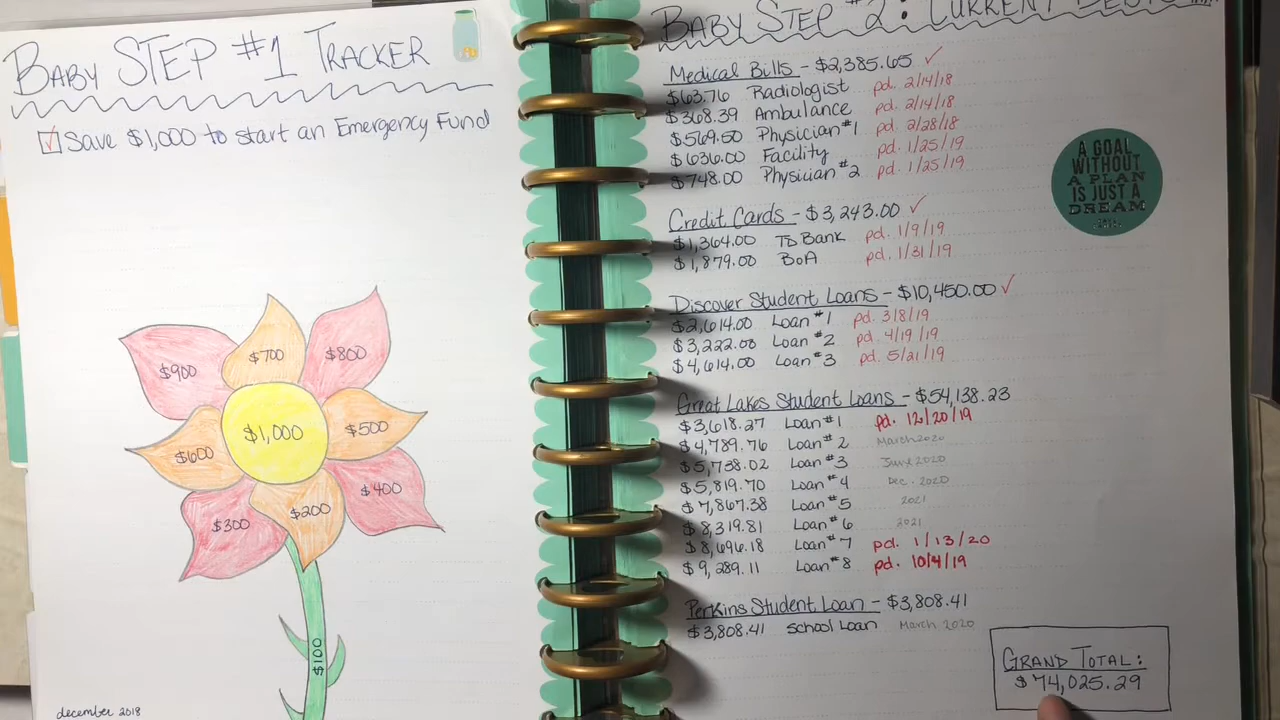 BABY STEP #1 TRACKER
Save $1,000 to start an Emergency Fund
$900
$700
$800
$600
$1,000
$500
$300
$200
$400
$100
december 2018
BABY STEP #2: CURRENT DEBTS
Medical Bills - $2,385.65 ✓
$63.76 Radiologist pd. 2/14/18
$368.39 Ambulance pd. 2/14/18
$569.50 Physician #1 pd. 2/28/18
$636.00 Facility pd. 1/25/19
$748.00 Physician #2 pd. 1/25/19
Credit Cards - $3,243.00 ✓
$1,364.00 TD Bank pd. 1/9/19
$1,879.00 BoA pd. 1/31/19
Discover Student Loans - $10,450.00 ✓
$2,614.00 Loan #1 pd. 3/8/19
$3,222.00 Loan #2 pd. 4/19/19
$4,614.00 Loan #3 pd. 5/21/19
Great Lakes Student Loans - $54,138.23
$3,618.27 Loan #1 pd. 12/20/19
$4,789.76 Loan #2 March 2020
$5,738.02 Loan #3 June 2020
$5,819.70 Loan #4 Dec. 2020
$7,867.38 Loan #5 2021
$8,319.81 Loan #6 2021
$8,696.18 Loan #7 pd. 1/13/20
$9,289.11 Loan #8 pd. 10/4/19
Perkins Student Loan - $3,808.41
$3,808.41 School Loan March 2020
GRAND TOTAL:
$74,025.29
A GOAL
WITHOUT
A PLAN
IS JUST A
DREAM